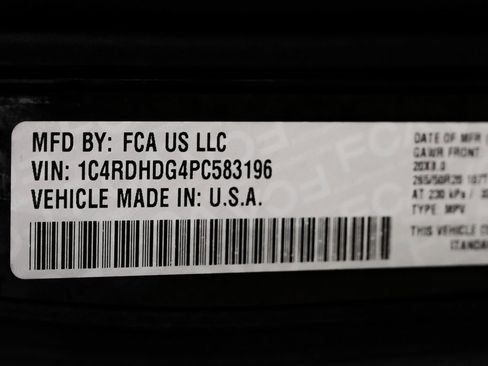 MFD BY: FCA US LLC
VIN: 1C4RDHDG4PC583196
VEHICLE MADE IN: U.S.A.
DATE OF MFR
GAWR FRONT:
20X8.0
265/50R20 107T
AT 230 kPa /
TYPE: MPV
THIS VEHICLE